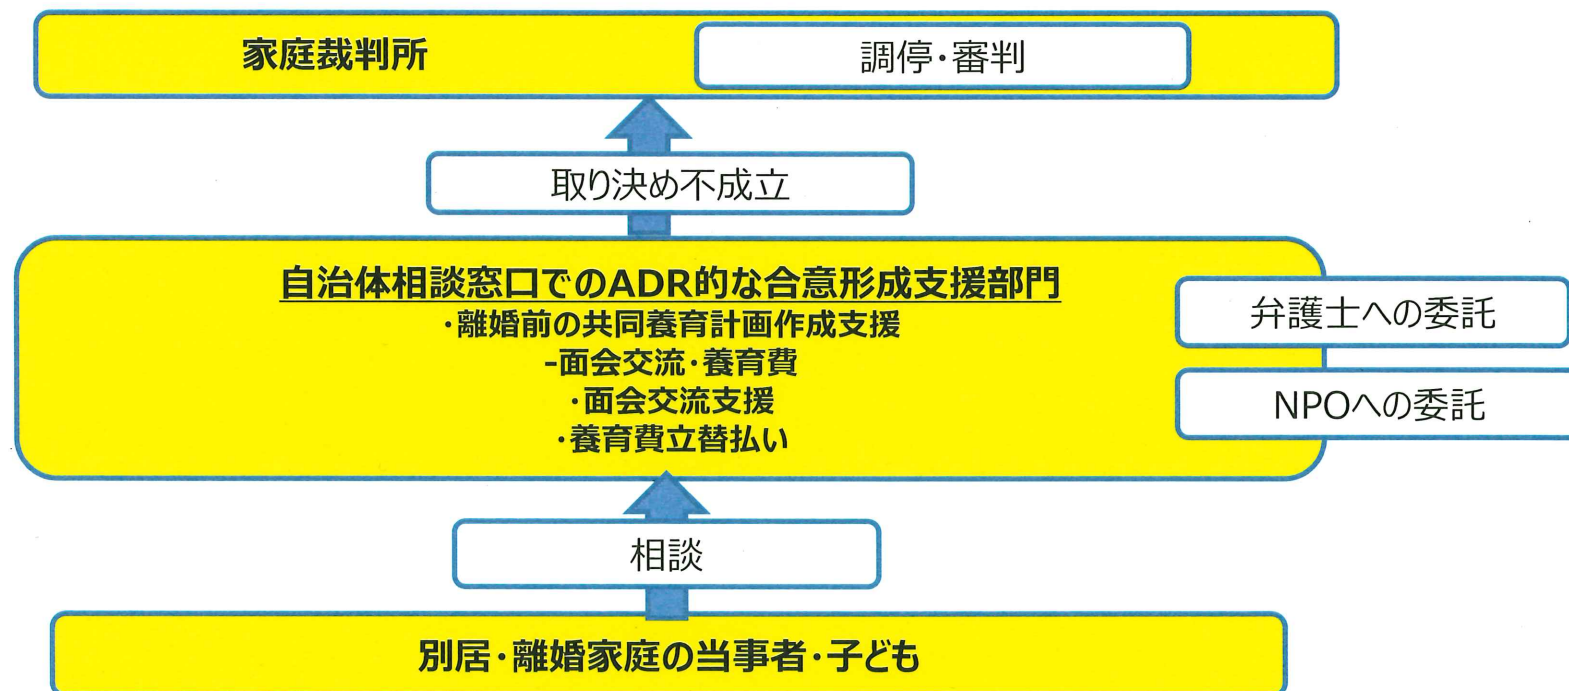 家庭裁判所
調停・審判
取り決め不成立
自治体相談窓口でのADR的な合意形成支援部門
・離婚前の共同養育計画作成支援
-面会交流・養育費
・面会交流支援
・養育費立替払い
弁護士への委託
NPOへの委託
相談
別居・離婚家庭の当事者・子ども